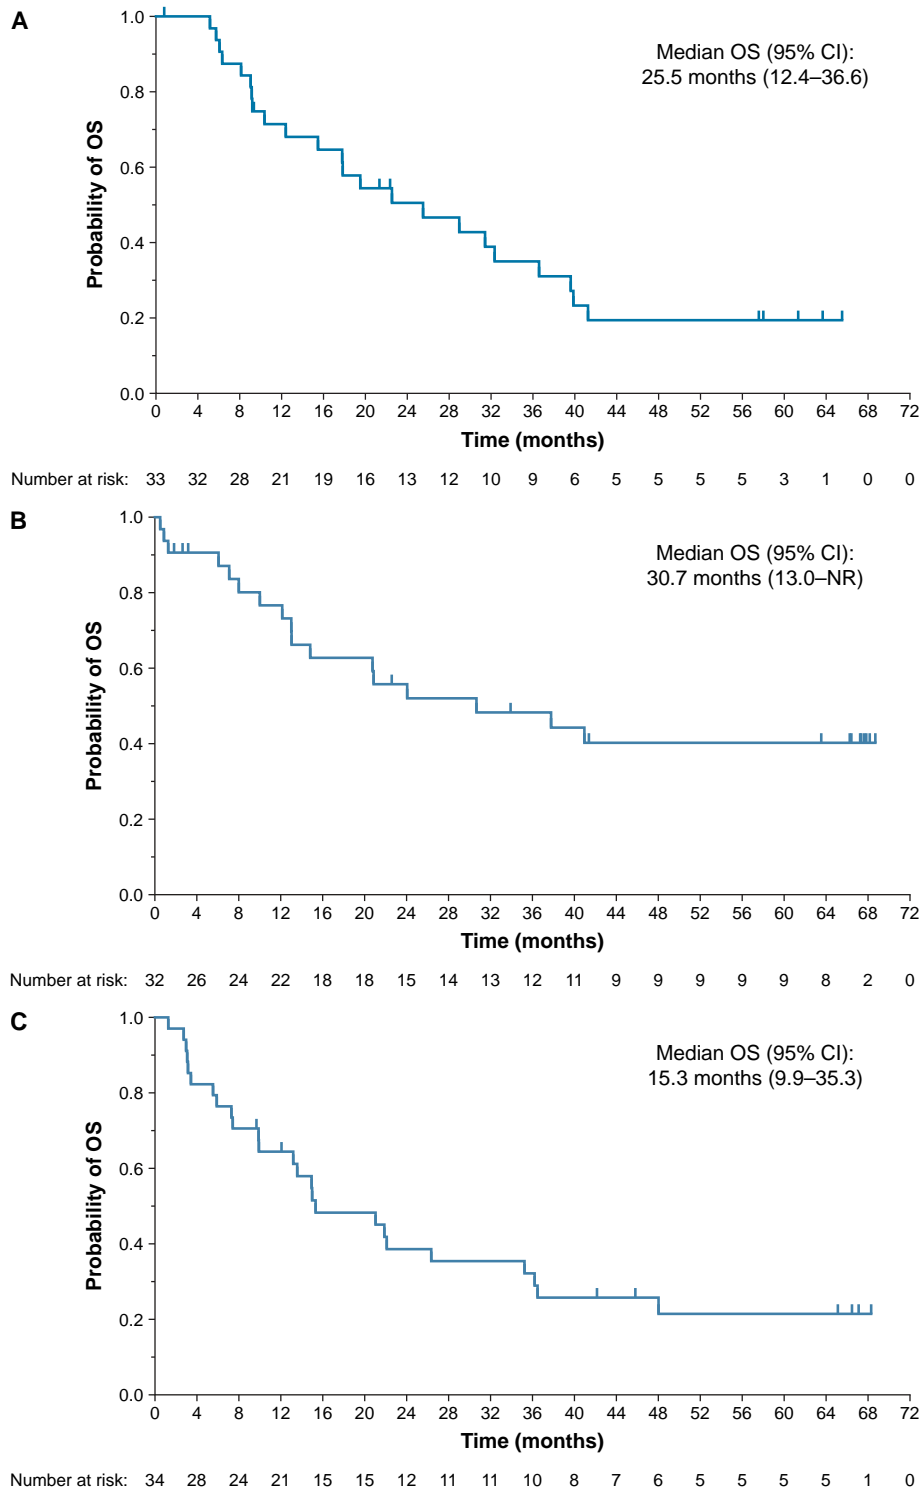 A
Median OS (95% CI):
25.5 months (12.4–36.6)
Probability of OS
1.0
0.8
0.6
0.4
0.2
0.0
0 4 8 12 16 20 24 28 32 36 40 44 48 52 56 60 64 68 72
Time (months)
Number at risk: 33 32 28 21 19 16 13 12 10 9 6 5 5 5 5 3 1 0 0
B
Median OS (95% CI):
30.7 months (13.0–NR)
Probability of OS
1.0
0.8
0.6
0.4
0.2
0.0
0 4 8 12 16 20 24 28 32 36 40 44 48 52 56 60 64 68 72
Time (months)
Number at risk: 32 26 24 22 18 18 15 14 13 12 11 9 9 9 9 9 8 2 0
C
Median OS (95% CI):
15.3 months (9.9–35.3)
Probability of OS
1.0
0.8
0.6
0.4
0.2
0.0
0 4 8 12 16 20 24 28 32 36 40 44 48 52 56 60 64 68 72
Time (months)
Number at risk: 34 28 24 21 15 15 12 11 11 10 8 7 6 5 5 5 5 1 0